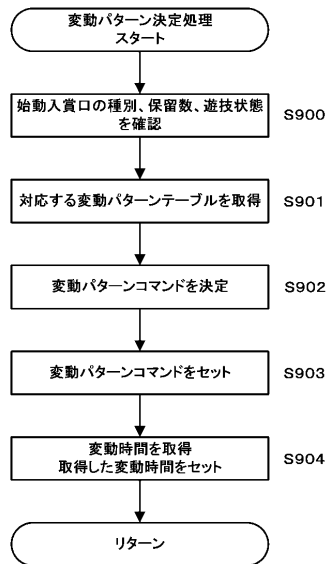 変動パターン決定処理
スタート
始動入賞口の種別、保留数、遊技状態
を確認
S900
対応する変動パターンテーブルを取得
S901
変動パターンコマンドを決定
S902
変動パターンコマンドをセット
S903
変動時間を取得
取得した変動時間をセット
S904
リターン